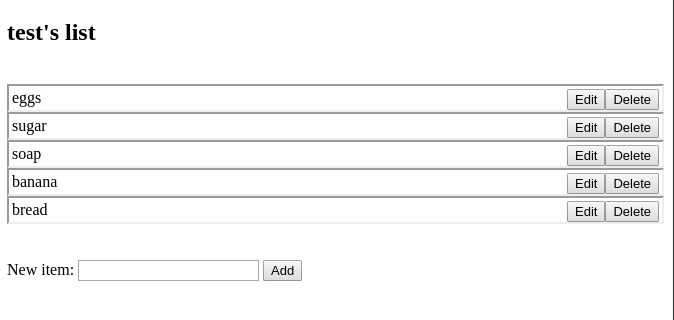 test's list
eggs Edit Delete
sugar Edit Delete
soap Edit Delete
banana Edit Delete
bread Edit Delete
New item: Add